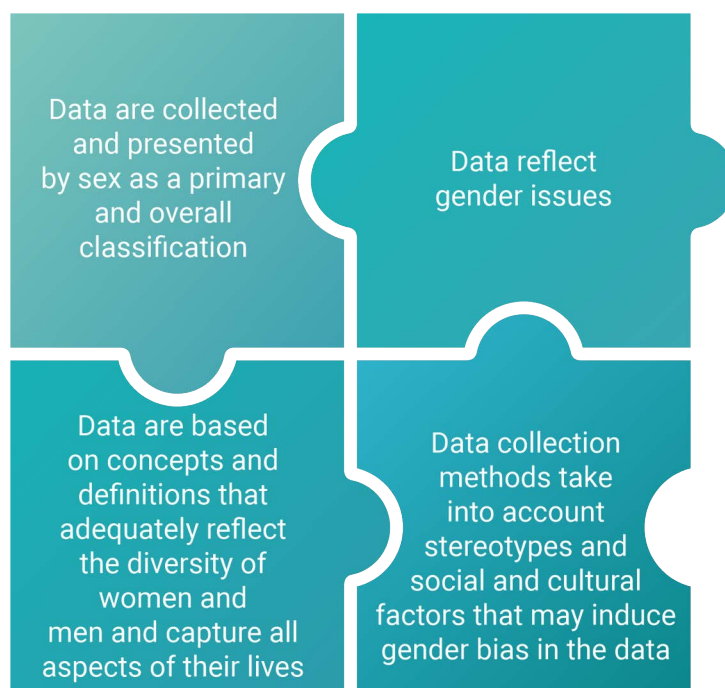 Data are collected
and presented
by sex as a primary
and overall
classification
Data reflect
gender issues
Data are based
on concepts and
definitions that
adequately reflect
the diversity of
women and
men and capture all
aspects of their lives
Data collection
methods take
into account
stereotypes and
social and cultural
factors that may induce
gender bias in the data